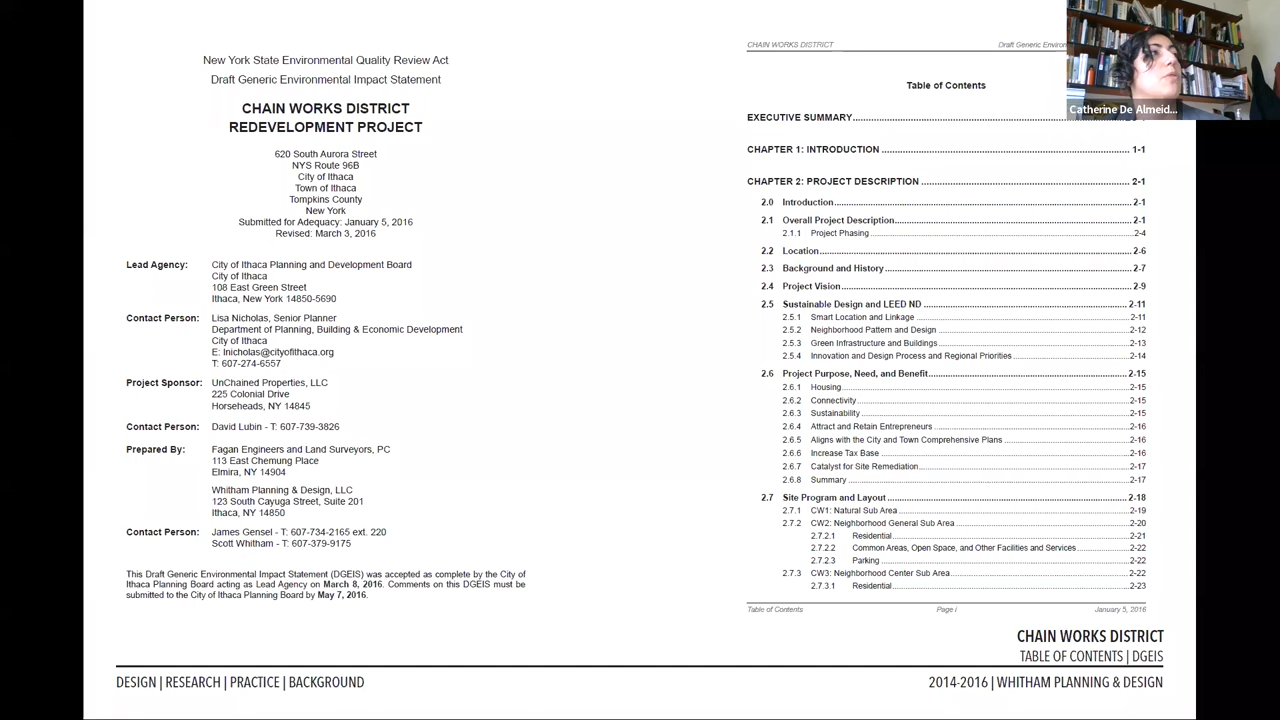 New York State Environmental Quality Review Act
Draft Generic Environmental Impact Statement
CHAIN WORKS DISTRICT
REDEVELOPMENT PROJECT
620 South Aurora Street
NYS Route 96B
City of Ithaca
Town of Ithaca
Tompkins County
New York
Submitted for Adequacy: January 5, 2016
Revised: March 3, 2016
Lead Agency: City of Ithaca Planning and Development Board
City of Ithaca
108 East Green Street
Ithaca, New York 14850-5690
Contact Person: Lisa Nicholas, Senior Planner
Department of Planning, Building & Economic Development
City of Ithaca
E: lnicholas@cityofithaca.org
T: 607-274-6557
Project Sponsor: UnChained Properties, LLC
225 Colonial Drive
Horseheads, NY 14845
Contact Person: David Lubin - T: 607-739-3826
Prepared By: Fagan Engineers and Land Surveyors, PC
113 East Chemung Place
Elmira, NY 14904
Whitham Planning & Design, LLC
123 South Cayuga Street, Suite 201
Ithaca, NY 14850
Contact Person: James Gensel - T: 607-734-2165 ext. 220
Scott Whitham - T: 607-379-9175
This Draft Generic Environmental Impact Statement (DGEIS) was accepted as complete by the City of
Ithaca Planning Board acting as Lead Agency on March 8, 2016. Comments on this DGEIS must be
submitted to the City of Ithaca Planning Board by May 7, 2016.
CHAIN WORKS DISTRICT Draft Generic
Table of Contents
EXECUTIVE SUMMARY
CHAPTER 1: INTRODUCTION 1-1
CHAPTER 2: PROJECT DESCRIPTION 2-1
2.0 Introduction 2-1
2.1 Overall Project Description 2-1
2.1.1 Project Phasing 2-4
2.2 Location 2-6
2.3 Background and History 2-7
2.4 Project Vision 2-9
2.5 Sustainable Design and LEED ND 2-11
2.5.1 Smart Location and Linkage 2-11
2.5.2 Neighborhood Pattern and Design 2-12
2.5.3 Green Infrastructure and Buildings 2-13
2.5.4 Innovation and Design Process and Regional Priorities 2-14
2.6 Project Purpose, Need, and Benefit 2-15
2.6.1 Housing 2-15
2.6.2 Connectivity 2-15
2.6.3 Sustainability 2-15
2.6.4 Attract and Retain Entrepreneurs 2-16
2.6.5 Aligns with the City and Town Comprehensive Plans 2-16
2.6.6 Increase Tax Base 2-16
2.6.7 Catalyst for Site Remediation 2-17
2.6.8 Summary 2-17
2.7 Site Program and Layout 2-18
2.7.1 CW1: Natural Sub Area 2-19
2.7.2 CW2: Neighborhood General Sub Area 2-20
2.7.2.1 Residential 2-21
2.7.2.2 Common Areas, Open Space, and Other Facilities and Services 2-22
2.7.2.3 Parking 2-22
2.7.3 CW3: Neighborhood Center Sub Area 2-22
2.7.3.1 Residential 2-23
Table of Contents Page i January 5, 2016
Catherine De Almeid...
CHAIN WORKS DISTRICT
TABLE OF CONTENTS | DGEIS
DESIGN | RESEARCH | PRACTICE | BACKGROUND
2014-2016 | WHITHAM PLANNING & DESIGN